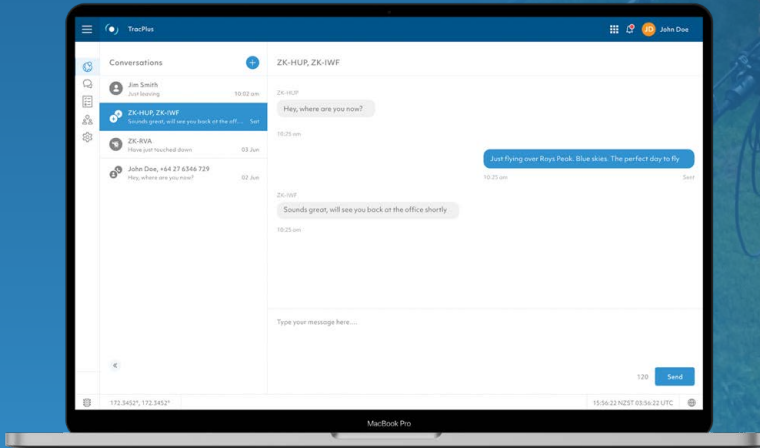 TracPlus
JD
John Doe
Conversations
+
ZK-HUP, ZK-IWF
Jim Smith
Just leaving
10:02 am
ZK-HUP, ZK-IWF
Sounds great, will see you back at the off...
Sat
ZK-RVA
Have just touched down
03 Jun
John Doe, +64 27 6346 729
Hey, where are you now?
02 Jun
ZK-HUP
Hey, where are you now?
10:25 am
Just flying over Roys Peak. Blue skies. The perfect day to fly
10:25 am
Sent
ZK-IWF
Sounds great, will see you back at the office shortly
10:25 am
Type your message here....
120
Send
172.3452°, 172.3452°
15:56:22 NZST 03:56:22 UTC
MacBook Pro